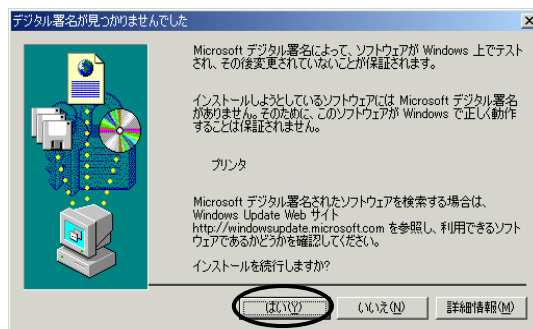 デジタル署名が見つかりませんでした
Microsoft デジタル署名によって、ソフトウェアが Windows 上でテスト
され、その後変更されていないことが保証されます。
インストールしようとしているソフトウェアには Microsoft デジタル署名
がありません。そのために、このソフトウェアが Windows で正しく動作
することは保証されません。
プリンタ
Microsoft デジタル署名されたソフトウェアを検索する場合は、
Windows Update Web サイト
http://windowsupdate.microsoft.com を参照し、利用できるソフト
ウェアであるかどうかを確認してください。
インストールを続行しますか?
はい(Y) いいえ(N) 詳細情報(M)